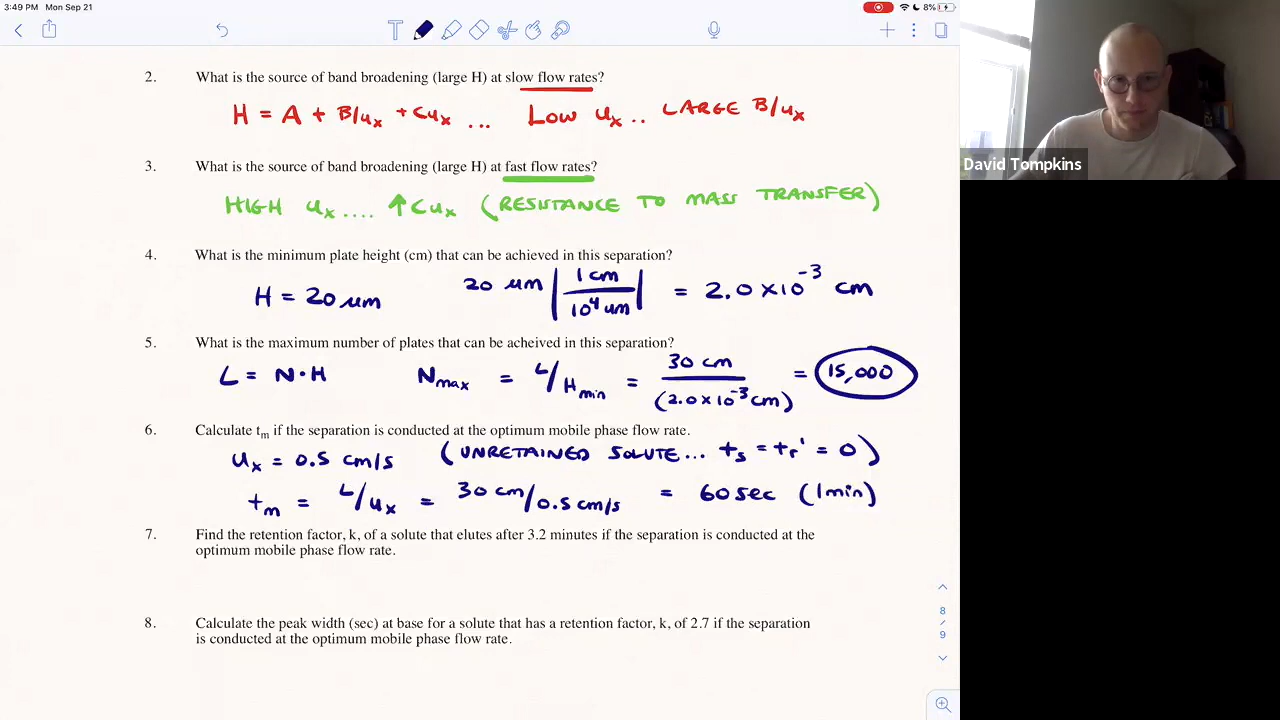 3:49 PM Mon Sep 21
8%
2. What is the source of band broadening (large H) at slow flow rates?
H = A + B/ux + Cux ... LOW ux .. LARGE B/ux
3. What is the source of band broadening (large H) at fast flow rates?
HIGH ux .... ↑Cux (RESISTANCE TO MASS TRANSFER)
4. What is the minimum plate height (cm) that can be achieved in this separation?
H = 20 um 20 um | 1 cm / 10⁴ um | = 2.0 x 10⁻³ cm
5. What is the maximum number of plates that can be acheived in this separation?
L = N · H Nmax = L/Hmin = 30 cm / (2.0 x 10⁻³ cm) = 15,000
6. Calculate tm if the separation is conducted at the optimum mobile phase flow rate.
ux = 0.5 cm/s (UNRETAINED SOLUTE... ts = tr' = 0)
tm = L/ux = 30 cm/0.5 cm/s = 60 sec (1 min)
7. Find the retention factor, k, of a solute that elutes after 3.2 minutes if the separation is conducted at the
optimum mobile phase flow rate.
8. Calculate the peak width (sec) at base for a solute that has a retention factor, k, of 2.7 if the separation
is conducted at the optimum mobile phase flow rate.
8
/
9
David Tompkins